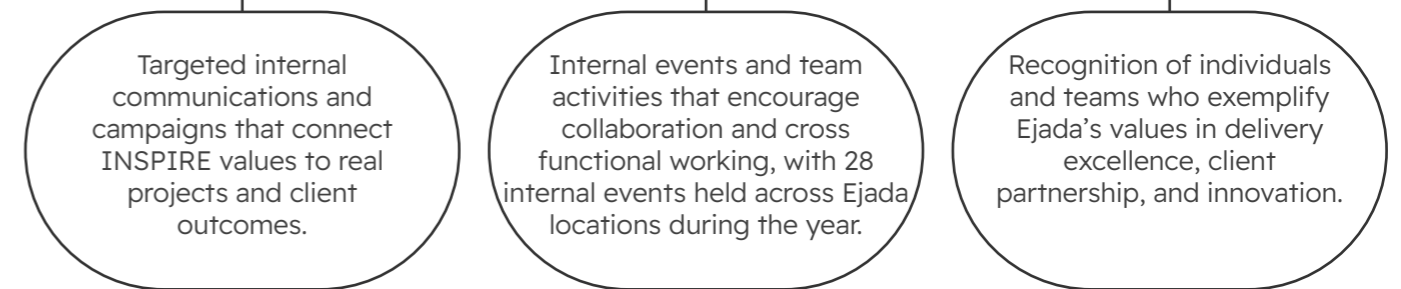 Targeted internal
communications and
campaigns that connect
INSPIRE values to real
projects and client
outcomes.
Internal events and team
activities that encourage
collaboration and cross
functional working, with 28
internal events held across Ejada
locations during the year.
Recognition of individuals
and teams who exemplify
Ejada’s values in delivery
excellence, client
partnership, and innovation.